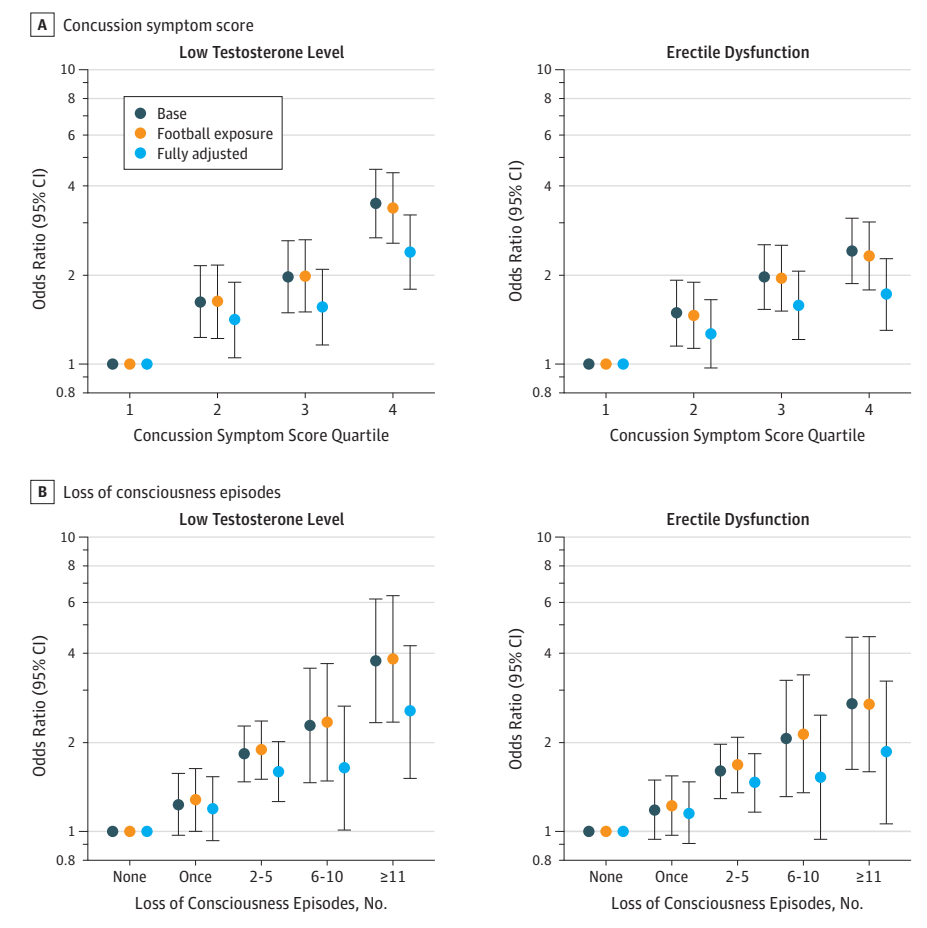 A Concussion symptom score
Low Testosterone Level
10
8
6
4
2
1
0.8
Odds Ratio (95% CI)
Base
Football exposure
Fully adjusted
1 2 3 4
Concussion Symptom Score Quartile
Erectile Dysfunction
10
8
6
4
2
1
0.8
Odds Ratio (95% CI)
1 2 3 4
Concussion Symptom Score Quartile
B Loss of consciousness episodes
Low Testosterone Level
10
8
6
4
2
1
0.8
Odds Ratio (95% CI)
None Once 2-5 6-10 ≥11
Loss of Consciousness Episodes, No.
Erectile Dysfunction
10
8
6
4
2
1
0.8
Odds Ratio (95% CI)
None Once 2-5 6-10 ≥11
Loss of Consciousness Episodes, No.